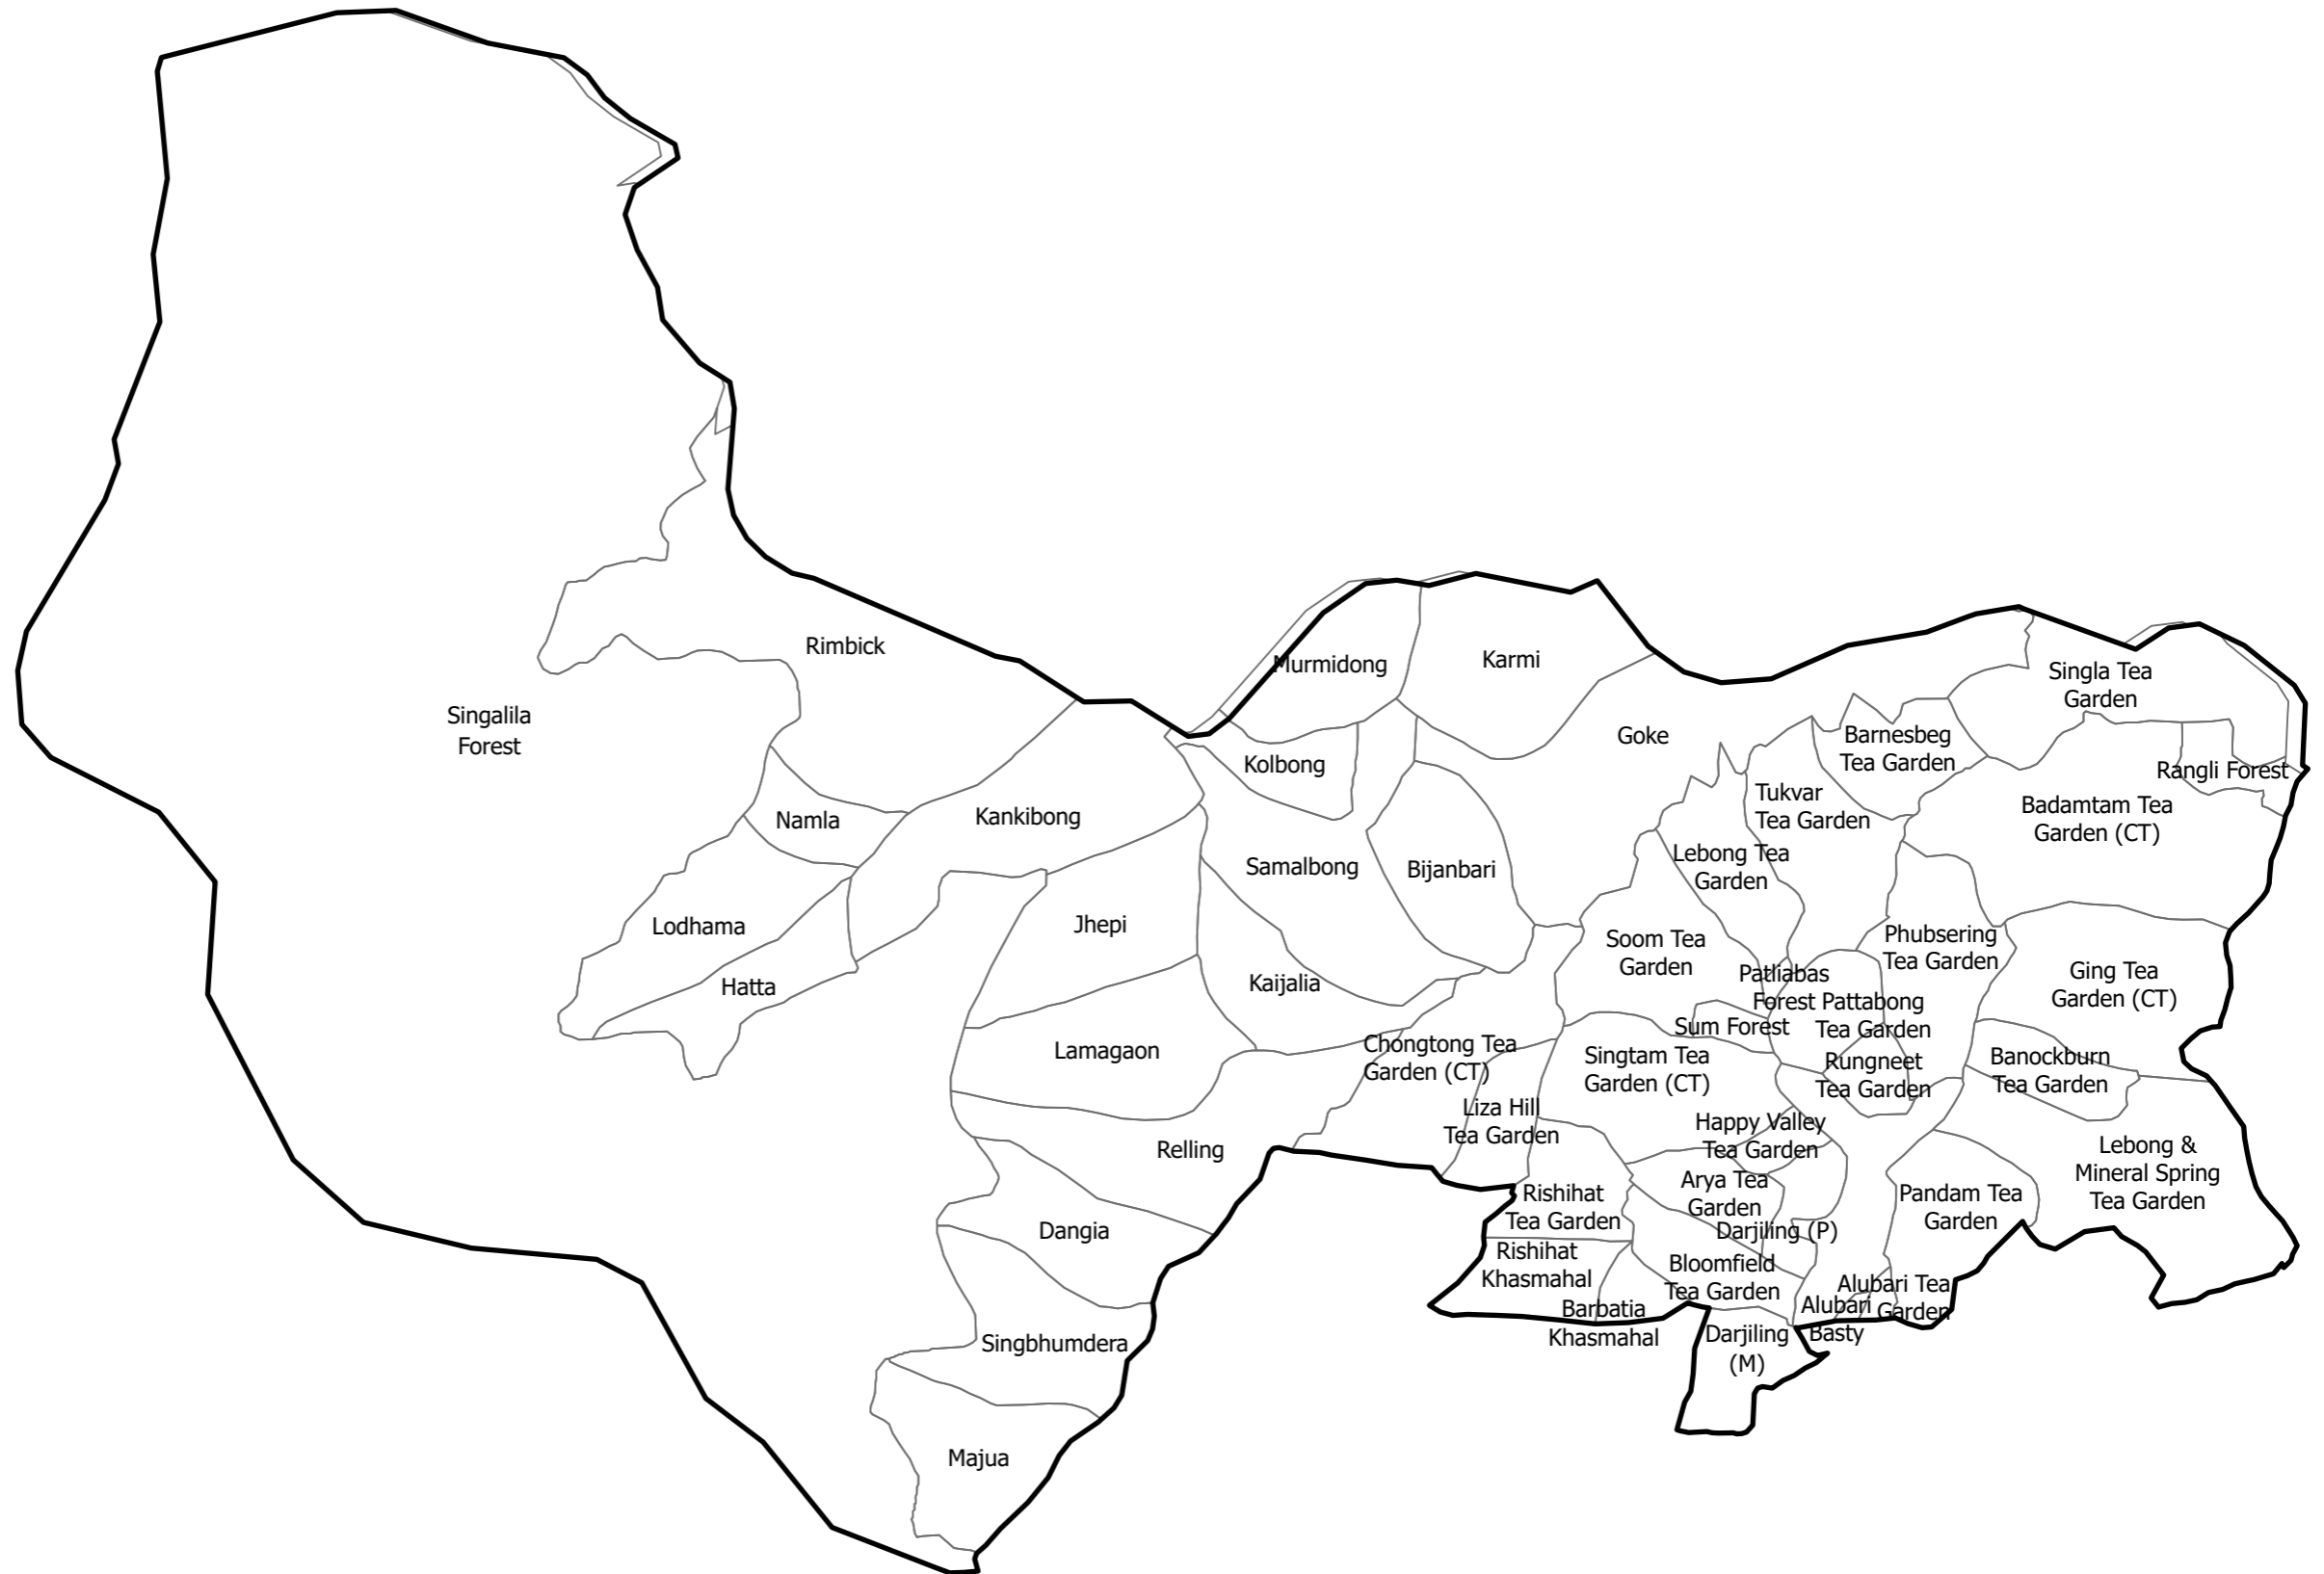 Rimbick
Singalila
Forest
Namla
Kankibong
Lodhama
Hatta
Murmidong
Karmi
Kolbong
Goke
Samalbong
Bijanbari
Jhepi
Kaijalia
Lamagaon
Relling
Dangia
Singbhumdera
Majua
Singla Tea
Garden
Barnesbeg
Tea Garden
Rangli Forest
Tukvar
Tea Garden
Badamtam Tea
Garden (CT)
Lebong Tea
Garden
Soom Tea
Garden
Phubsering
Tea Garden
Patliabas
Forest
Pattabong
Tea Garden
Ging Tea
Garden (CT)
Sum Forest
Chongtong Tea
Garden (CT)
Singtam Tea
Garden (CT)
Rungneet
Tea Garden
Banockburn
Tea Garden
Liza Hill
Tea Garden
Happy Valley
Tea Garden
Lebong &
Mineral Spring
Tea Garden
Arya Tea
Garden
Rishihat
Tea Garden
Pandam Tea
Garden
Darjiling (P)
Rishihat
Khasmahal
Bloomfield
Tea Garden
Alubari Tea
Garden
Barbatia
Khasmahal
Alubari
Basty
Darjiling
(M)